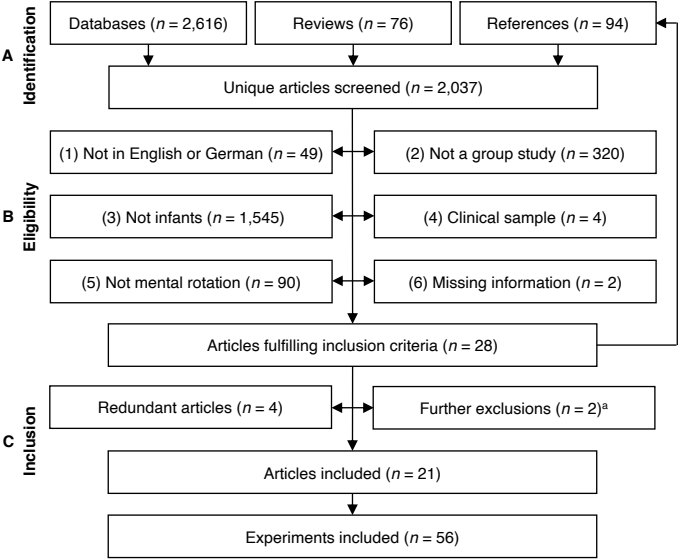 A
Identification
Databases (n = 2,616)
Reviews (n = 76)
References (n = 94)
Unique articles screened (n = 2,037)
B
Eligibility
(1) Not in English or German (n = 49)
(2) Not a group study (n = 320)
(3) Not infants (n = 1,545)
(4) Clinical sample (n = 4)
(5) Not mental rotation (n = 90)
(6) Missing information (n = 2)
Articles fulfilling inclusion criteria (n = 28)
C
Inclusion
Redundant articles (n = 4)
Further exclusions (n = 2)ᵃ
Articles included (n = 21)
Experiments included (n = 56)